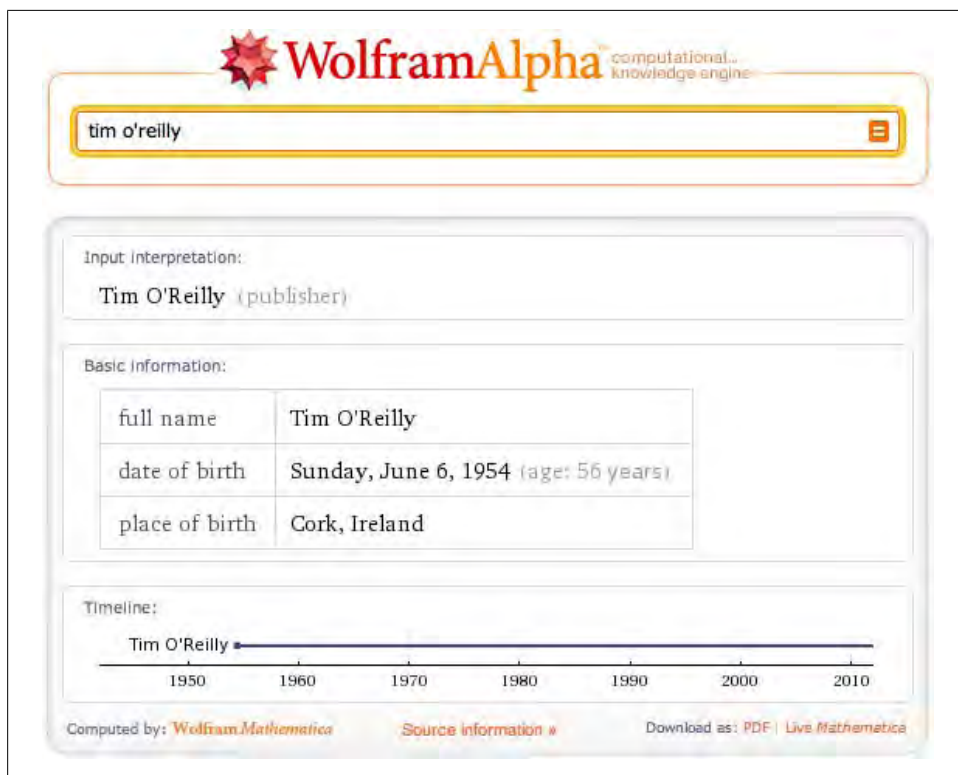 WolframAlpha™ computational...
knowledge engine
tim o'reilly
Input interpretation:
Tim O'Reilly (publisher)
Basic information:
full name Tim O'Reilly
date of birth Sunday, June 6, 1954 (age: 56 years)
place of birth Cork, Ireland
Timeline:
Tim O'Reilly
1950 1960 1970 1980 1990 2000 2010
Computed by: Wolfram Mathematica Source information » Download as: PDF | Live Mathematica